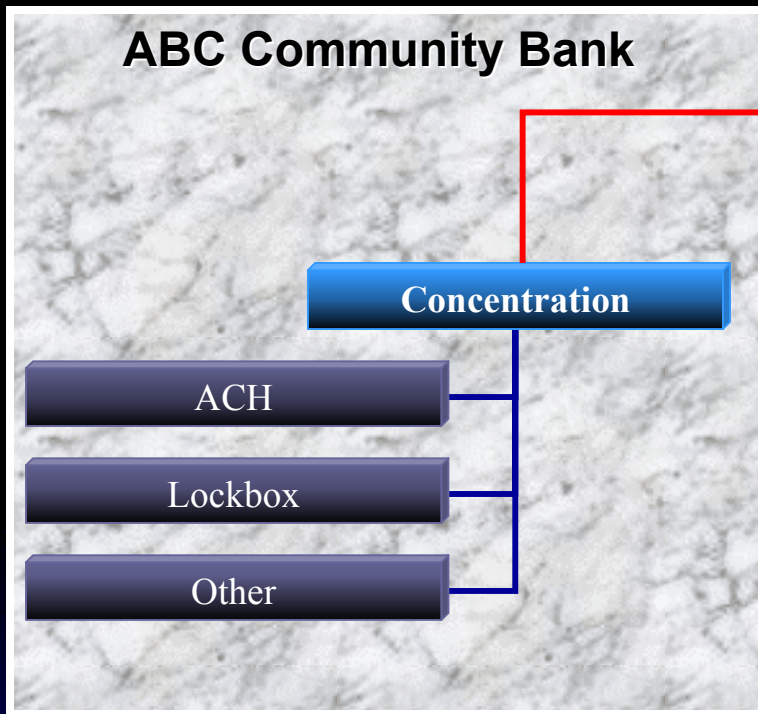 ABC Community Bank
Concentration
ACH
Lockbox
Other